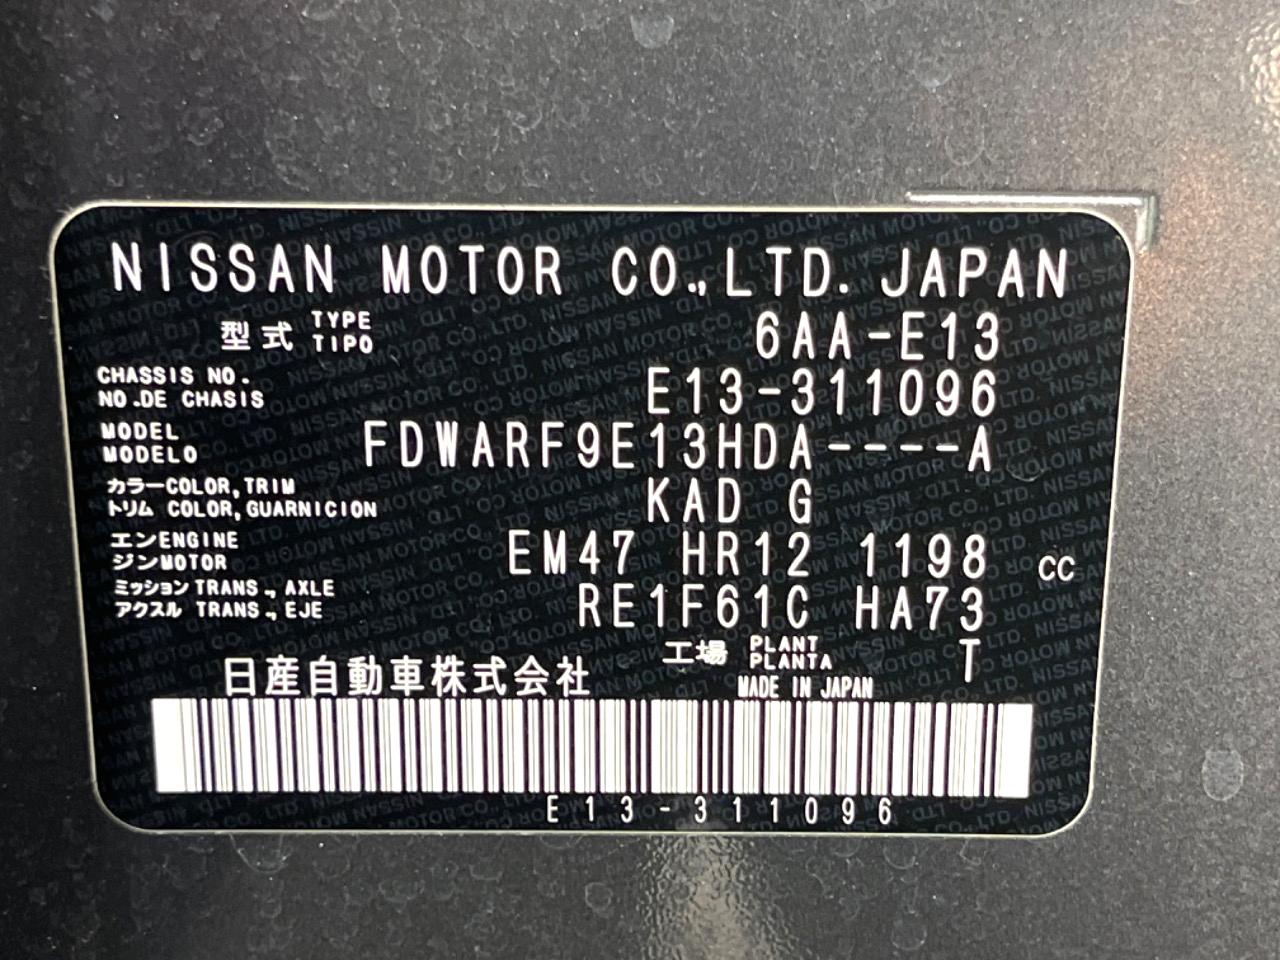 NISSAN MOTOR CO.,LTD. JAPAN
型式 TYPE TIPO 6AA-E13
CHASSIS NO. E13-311096
NO.DE CHASIS
MODEL FDWARF9E13HDA----A
MODELO
カラーCOLOR,TRIM KAD G
トリム COLOR,GUARNICION
エンENGINE EM47 HR12 1198 cc
ジンMOTOR
ミッションTRANS., AXLE RE1F61C HA73
アクスル TRANS., EJE
工場 PLANT PLANTA T
日産自動車株式会社 MADE IN JAPAN
E13-311096